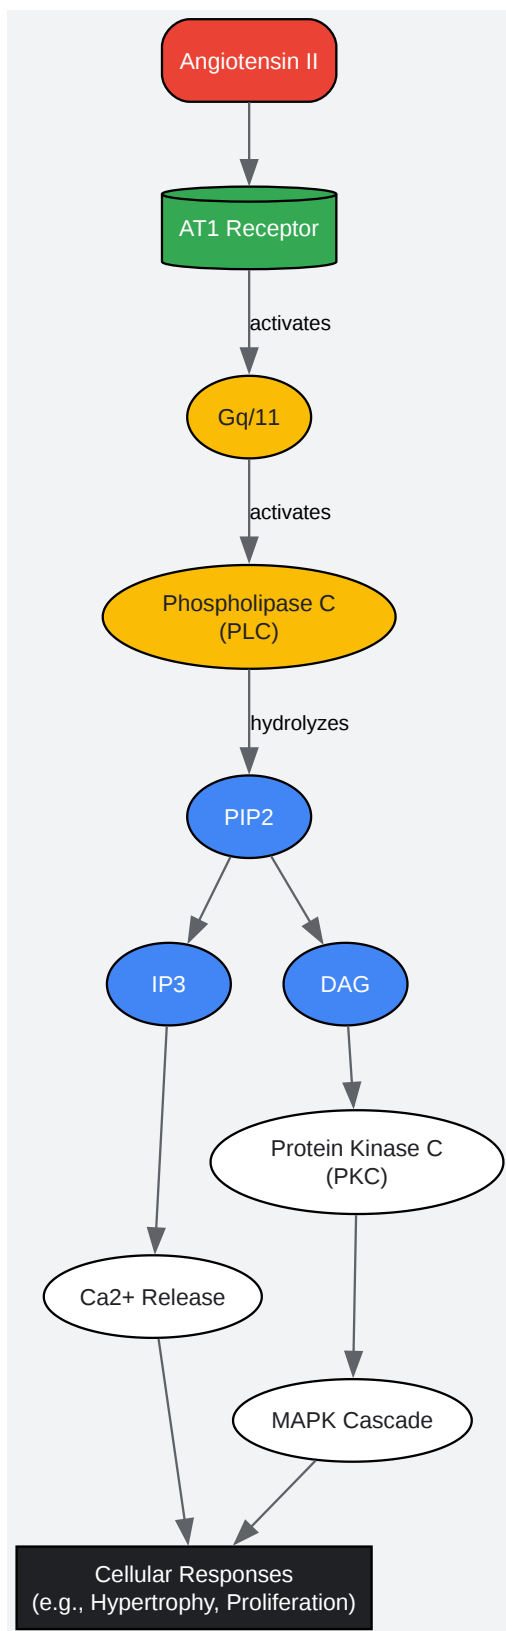 Angiotensin II
AT1 Receptor
activates
Gq/11
activates
Phospholipase C
(PLC)
hydrolyzes
PIP2
IP3
DAG
Protein Kinase C
(PKC)
Ca2+ Release
MAPK Cascade
Cellular Responses
(e.g., Hypertrophy, Proliferation)